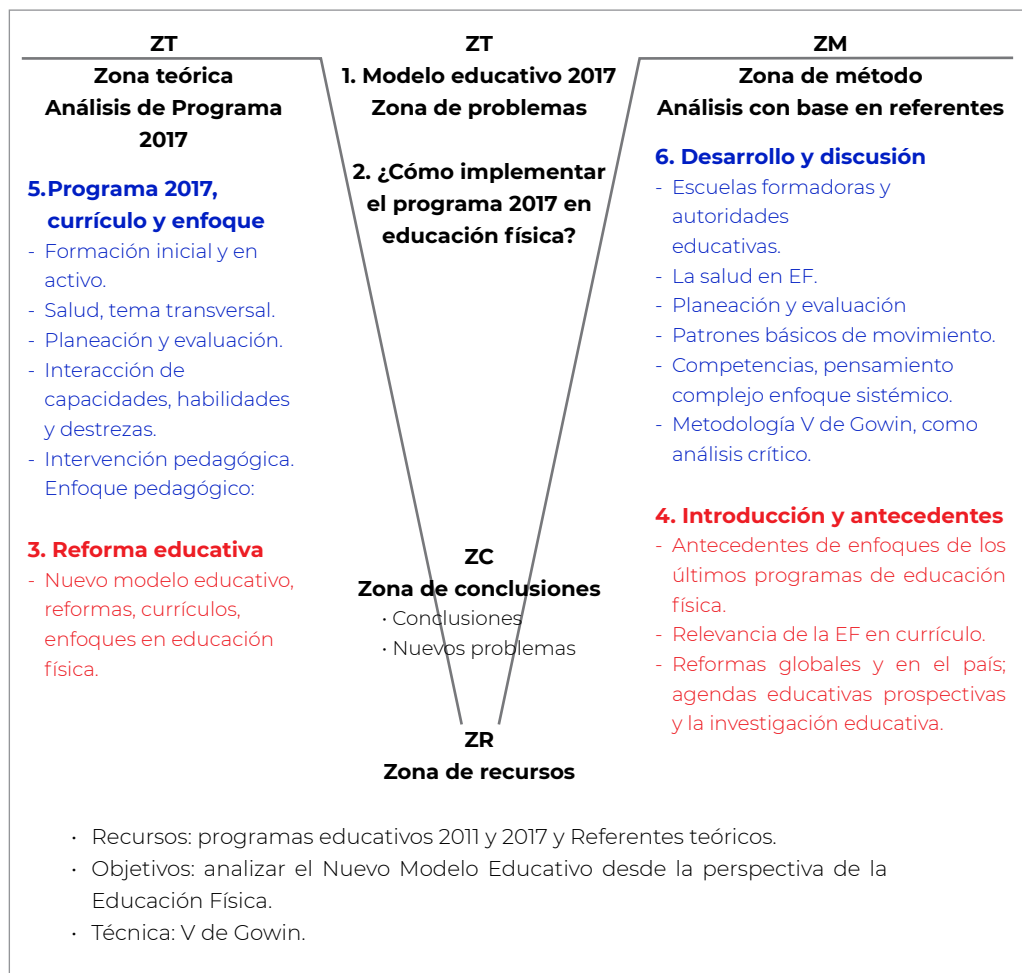 ZT
Zona teórica
Análisis de Programa
2017
5.Programa 2017,
currículo y enfoque
- Formación inicial y en
activo.
- Salud, tema transversal.
- Planeación y evaluación.
- Interacción de
capacidades, habilidades
y destrezas.
- Intervención pedagógica.
Enfoque pedagógico:
3. Reforma educativa
- Nuevo modelo educativo,
reformas, currículos,
enfoques en educación
física.
ZT
1. Modelo educativo 2017
Zona de problemas
2. ¿Cómo implementar
el programa 2017 en
educación física?
ZC
Zona de conclusiones
· Conclusiones
· Nuevos problemas
ZR
Zona de recursos
ZM
Zona de método
Análisis con base en referentes
6. Desarrollo y discusión
- Escuelas formadoras y
autoridades
educativas.
- La salud en EF.
- Planeación y evaluación
- Patrones básicos de movimiento.
- Competencias, pensamiento
complejo enfoque sistémico.
- Metodología V de Gowin, como
análisis crítico.
4. Introducción y antecedentes
- Antecedentes de enfoques de los
últimos programas de educación
física.
- Relevancia de la EF en currículo.
- Reformas globales y en el país;
agendas educativas prospectivas
y la investigación educativa.
· Recursos: programas educativos 2011 y 2017 y Referentes teóricos.
· Objetivos: analizar el Nuevo Modelo Educativo desde la perspectiva de la
Educación Física.
· Técnica: V de Gowin.